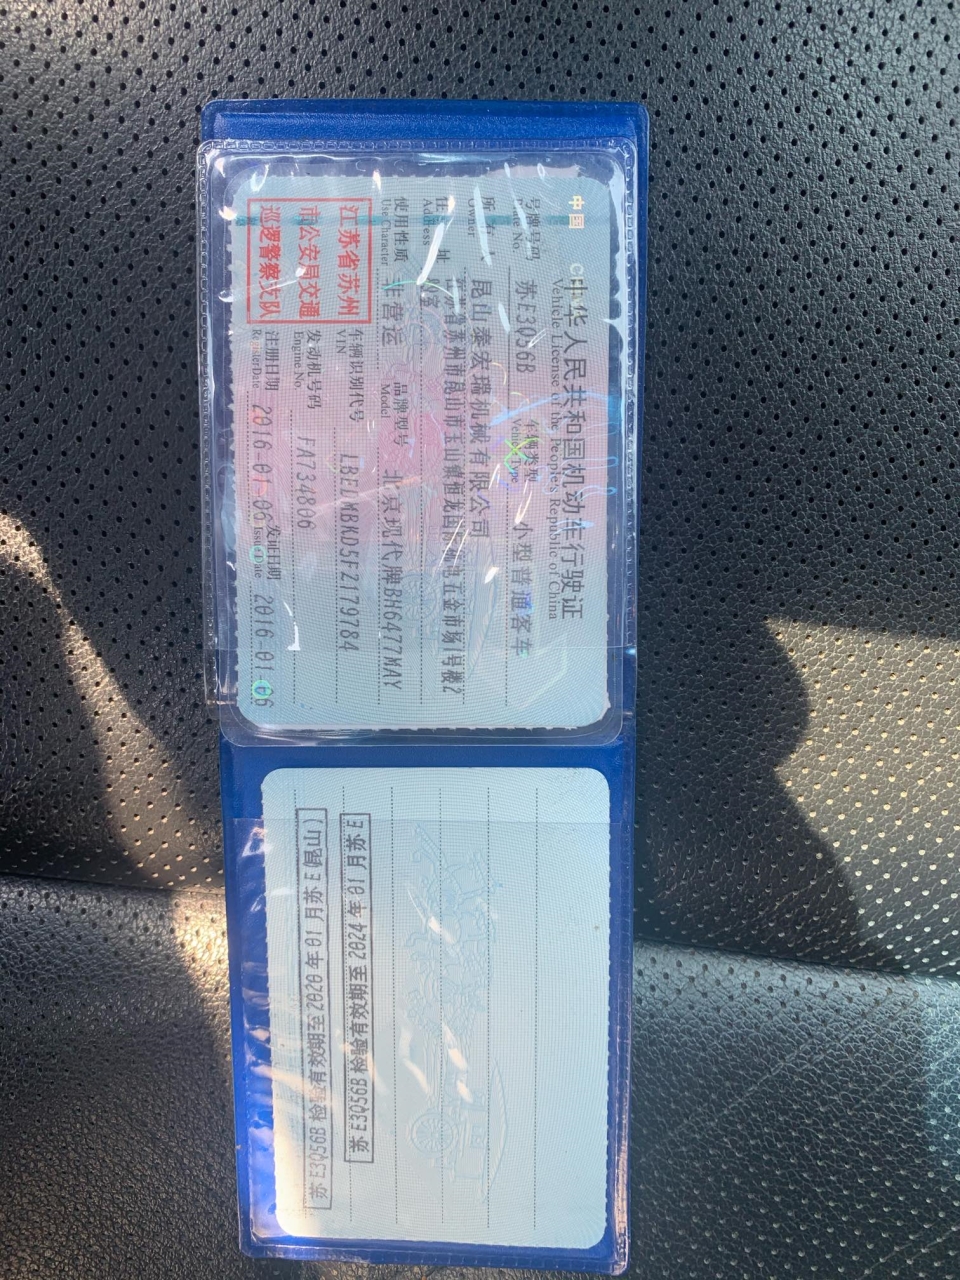 中国 CHINA
中华人民共和国机动车行驶证
Vehicle License of the People's Republic of China
号牌号码 苏E3Q56B 车辆类型 小型普通客车
Plate No. Vehicle Type
所有人 昆山泰宏瑞机械有限公司
Owner
住址
Address
使用性质 非营运 品牌型号 北京现代牌BH6477MAY
Use Character Model
江苏省苏州
市公安局交通
巡逻警察支队
车辆识别代号 LBECMBKD5FZ179784
VIN
发动机号码 FA734806
Engine No.
注册日期 2016-01-06 发证日期 2016-01-06
Register Date Issue Date
苏E3Q56B 检验有效期至2024年01月苏E
苏E3Q56B 检验有效期至2020年01月苏E(昆山)